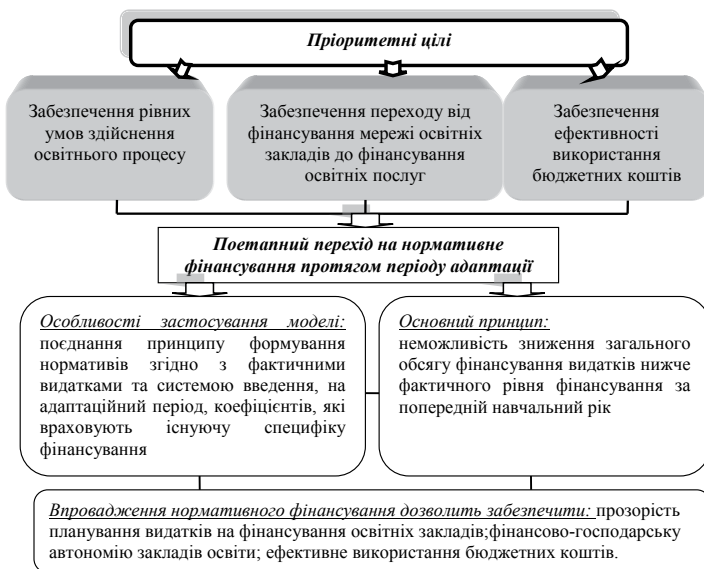 Пріоритетні цілі
Забезпечення рівних
умов здійснення
освітнього процесу
Забезпечення переходу від
фінансування мережі освітніх
закладів до фінансування
освітніх послуг
Забезпечення
ефективності
використання
бюджетних коштів
Поетапний перехід на нормативне
фінансування протягом періоду адаптації
Особливості застосування моделі:
поєднання принципу формування
нормативів згідно з фактичними
видатками та системою введення, на
адаптаційний період, коефіцієнтів, які
враховують існуючу специфіку
фінансування
Основний принцип:
неможливість зниження загального
обсягу фінансування видатків нижче
фактичного рівня фінансування за
попередній навчальний рік
Впровадження нормативного фінансування дозволить забезпечити: прозорість
планування видатків на фінансування освітніх закладів;фінансово-господарську
автономію закладів освіти; ефективне використання бюджетних коштів.